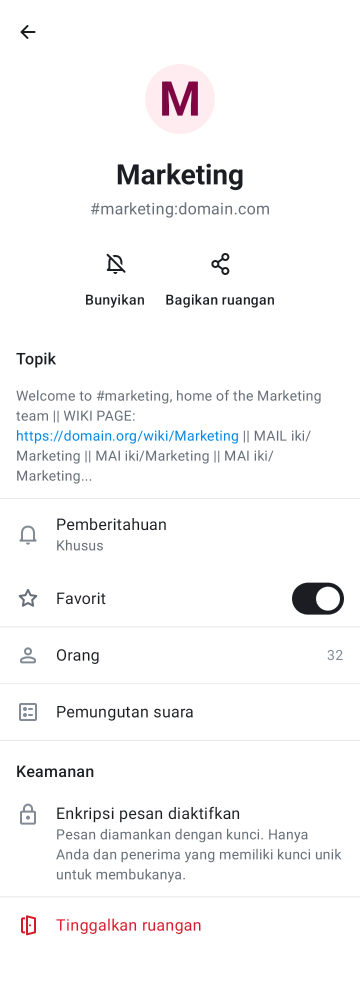 M
Marketing
#marketing:domain.com
Bunyikan
Bagikan ruangan
Topik
Welcome to #marketing, home of the Marketing
team || WIKI PAGE:
https://domain.org/wiki/Marketing || MAIL iki/
Marketing || MAI iki/Marketing || MAI iki/
Marketing...
Pemberitahuan
Khusus
Favorit
Orang 32
Pemungutan suara
Keamanan
Enkripsi pesan diaktifkan
Pesan diamankan dengan kunci. Hanya
Anda dan penerima yang memiliki kunci unik
untuk membukanya.
Tinggalkan ruangan